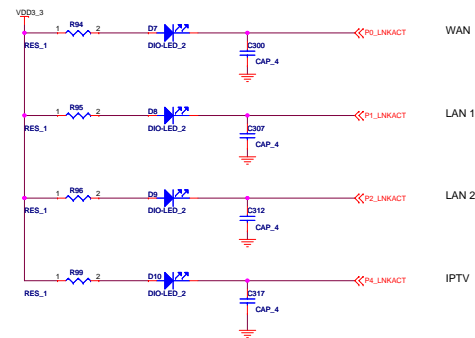 VDD3_3
R94
1 2
RES_1
D7
DIO-LED_2
C300
CAP_4
P0_LNKACT
WAN
R95
1 2
RES_1
D8
DIO-LED_2
C307
CAP_4
P1_LNKACT
LAN 1
R96
1 2
RES_1
D9
DIO-LED_2
C312
CAP_4
P2_LNKACT
LAN 2
R99
1 2
RES_1
D10
DIO-LED_2
C317
CAP_4
P4_LNKACT
IPTV